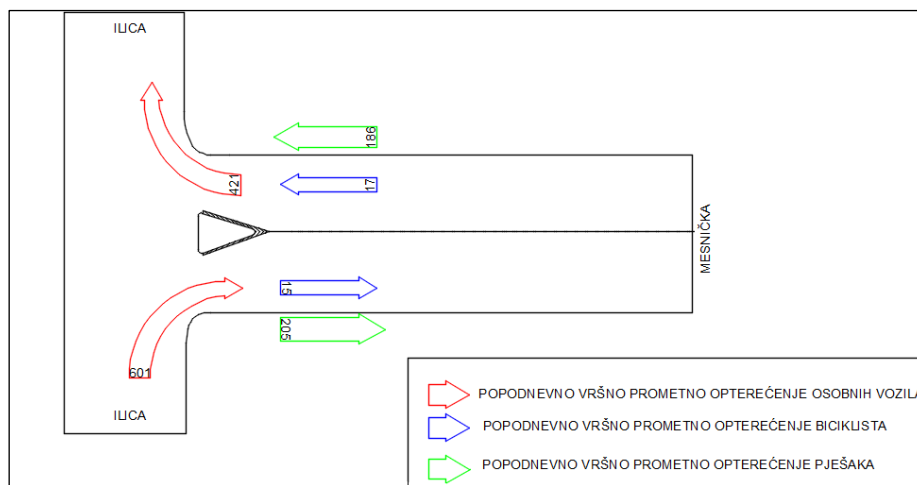 ILICA
186
421
17
MESNIČKA
15
205
601
ILICA
POPODNEVNO VRŠNO PROMETNO OPTEREĆENJE OSOBNIH VOZILA
POPODNEVNO VRŠNO PROMETNO OPTEREĆENJE BICIKLISTA
POPODNEVNO VRŠNO PROMETNO OPTEREĆENJE PJEŠAKA